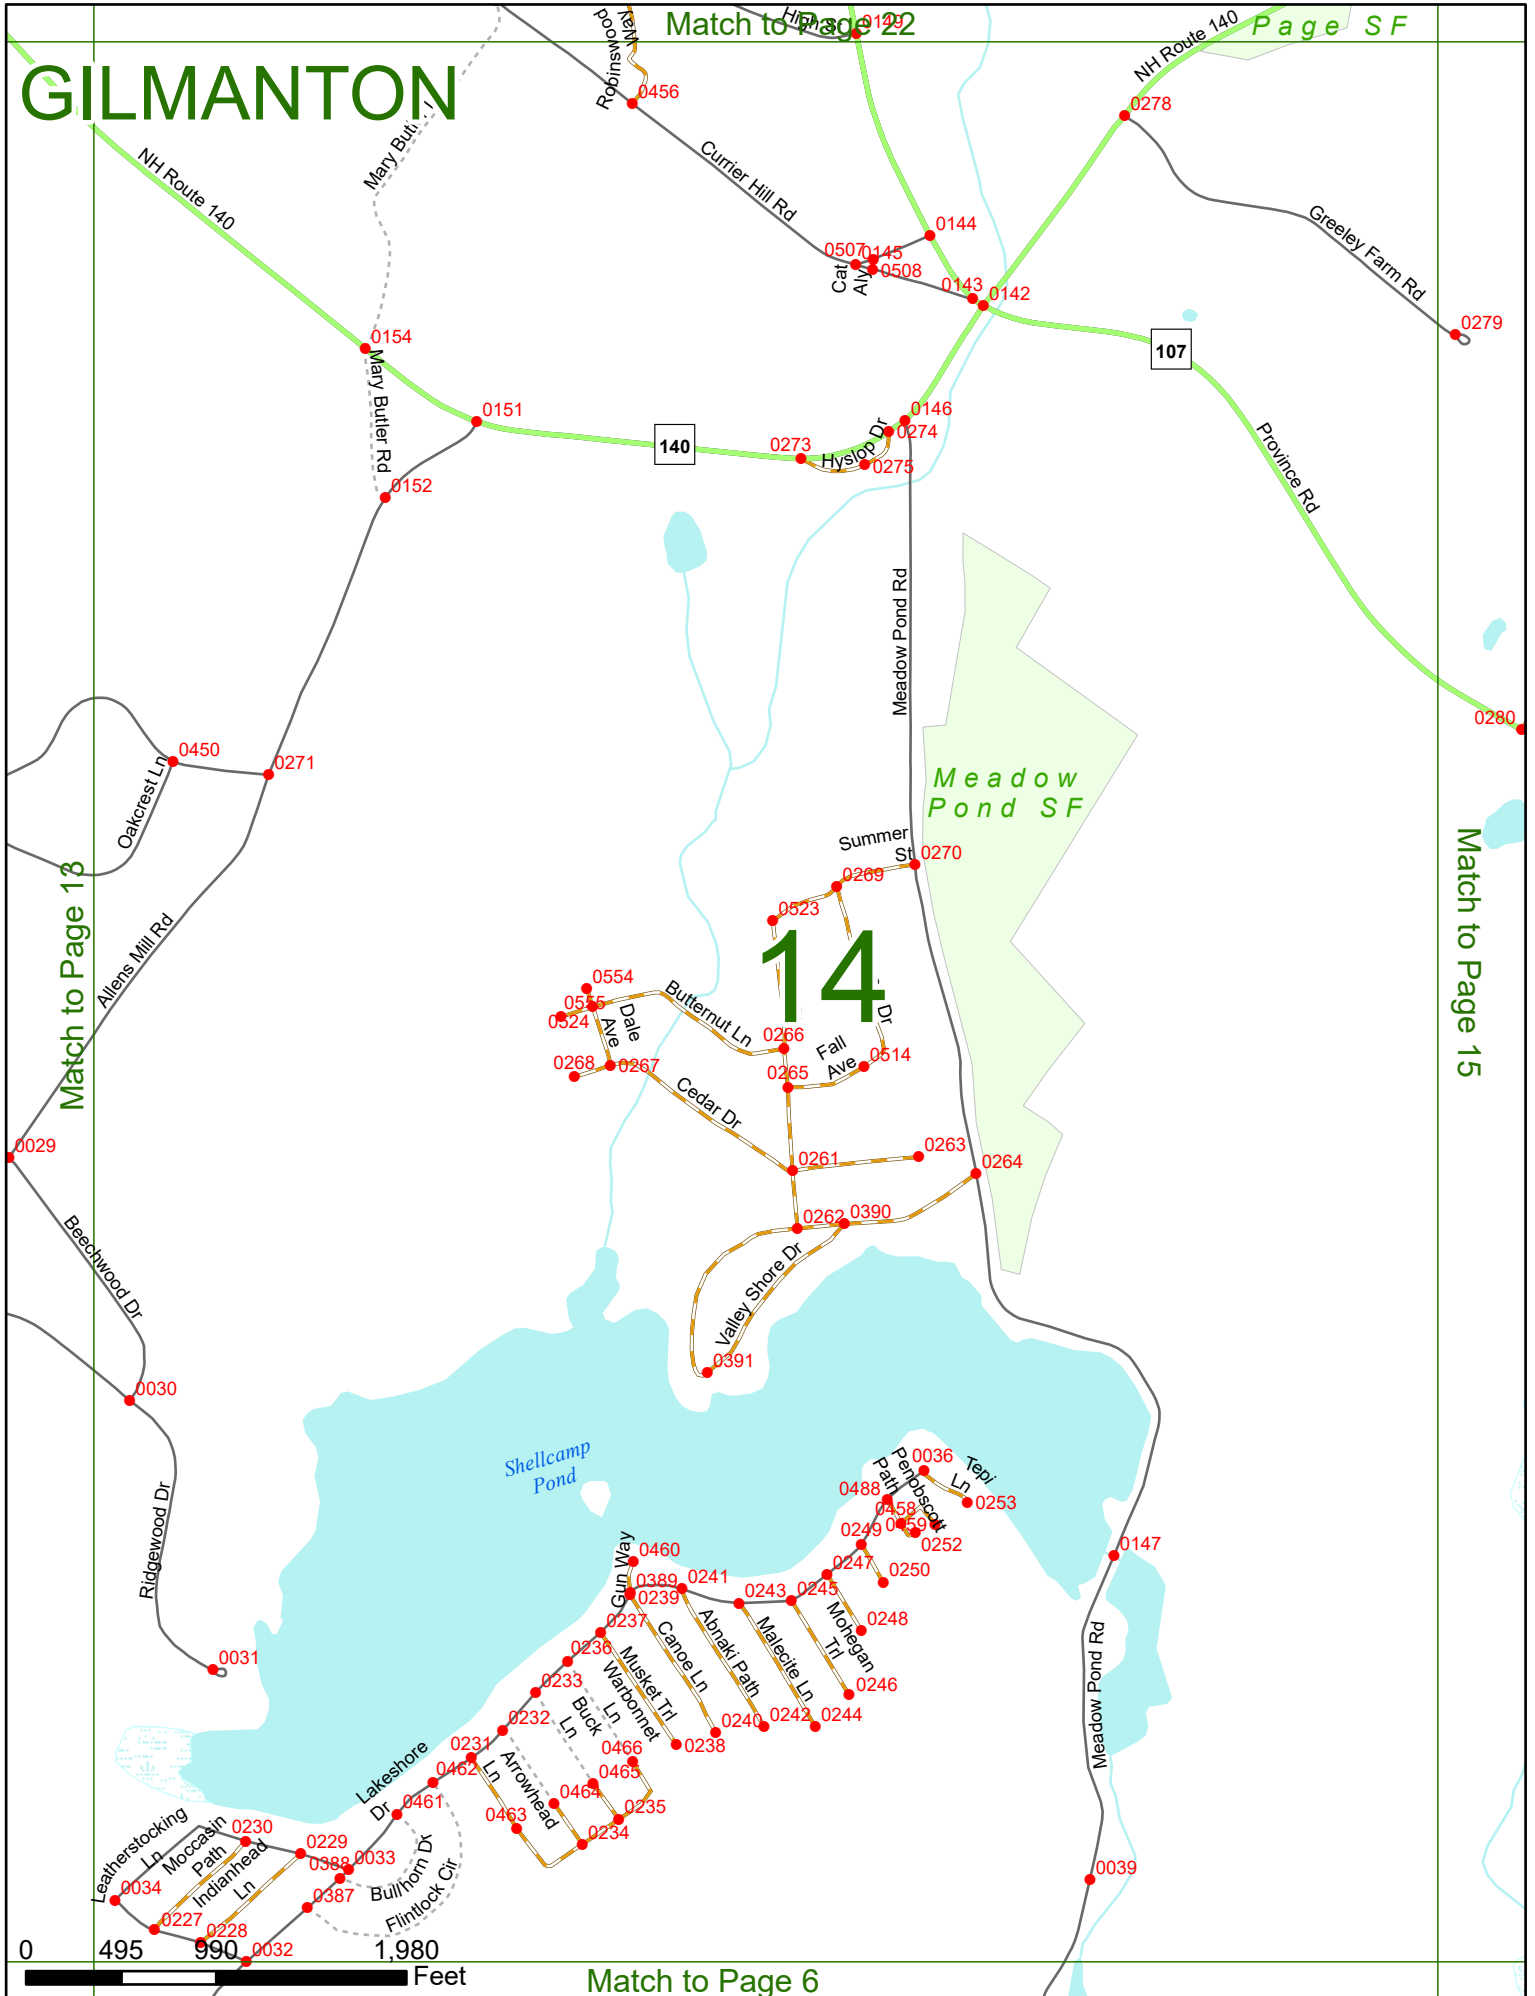 Match to Page 22
High St
0149
Page SF
NH Route 140
Robinswood
Way
GILMANTON
0456
0278
Mary Butl
NH Route 140
Currier Hill Rd
0144
0507
0145
0508
Cat
Aly
0143
0142
Greeley Farm Rd
0279
0154
107
Mary Butler Rd
0151
140
0273
Hyslop Dr
0146
0274
0275
Province Rd
0152
Meadow Pond Rd
0280
0450
0271
Oakcrest Ln
Meadow
Pond SF
Summer
St
0270
0269
0523
Match to Page 13
Match to Page 15
Allens Mill Rd
14
0554
0555
0524
Dale
Ave
Butternut Ln
Dr
0266
Fall
Ave
0514
0268
0267
0265
Cedar Dr
0029
0261
0263
0264
0262
0390
Beechwood Dr
Valley Shore Dr
0391
0030
Shellcamp
Pond
Ridgewood Dr
0036
Tepi
Ln
Penobscott
Path
0488
0253
0458
0459
0252
0249
0147
Gun Way
0460
0389
0239
0241
0247
0250
0243
0245
0237
0248
Mohegan
Trl
Malecite Ln
Abnaki Path
Canoe Ln
Musket Trl
Warbonnet
Ln
0236
0031
0233
Buck
Ln
0246
Meadow Pond Rd
0232
0240
0242
0244
0238
0231
Arrowhead
Ln
0466
0465
0462
Lakeshore
Dr
0461
0464
0463
0235
0234
Leatherstocking
Ln
Moccasin
Path
0230
Indianhead
Ln
0229
0388
0033
Bullhorn Dr
Flintlock Cir
0034
0387
0039
0227
0228
0032
0
495
990
1,980
Feet
Match to Page 6